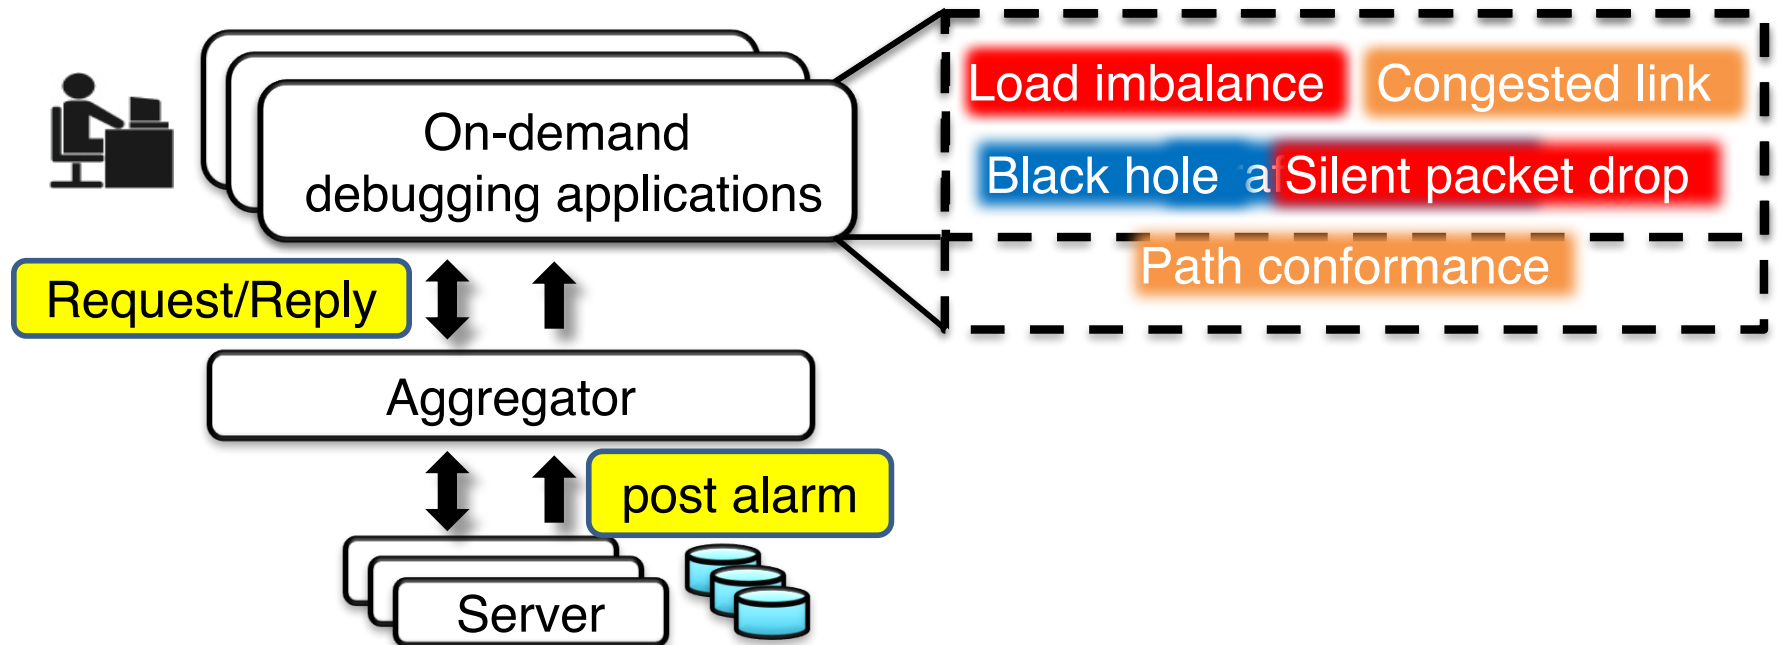 On-demand
debugging applications
Load imbalance
Congested link
Black hole
Silent packet drop
Path conformance
Request/Reply
Aggregator
post alarm
Server